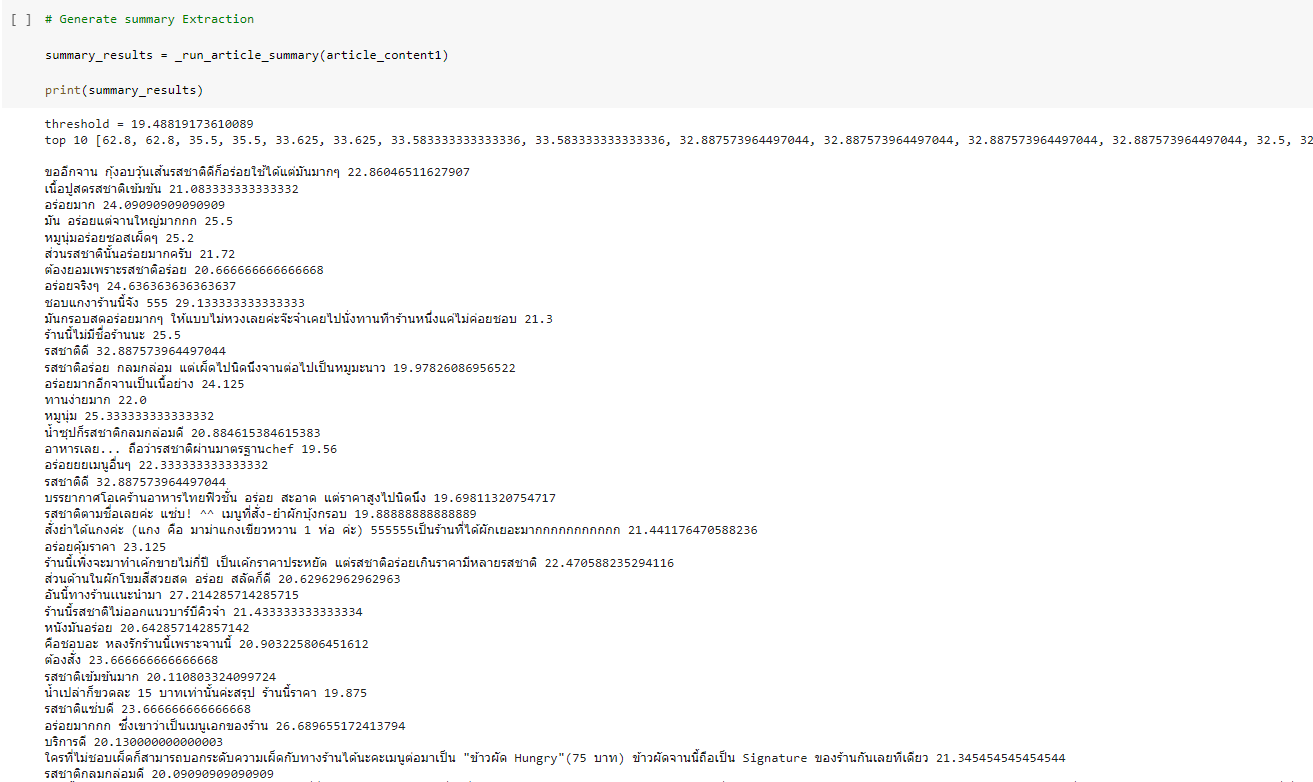 [ ] # Generate summary Extraction
summary_results = _run_article_summary(article_content1)
print(summary_results)
threshold = 19.48819173610089
top 10 [62.8, 62.8, 35.5, 35.5, 33.625, 33.625, 33.583333333333336, 33.583333333333336, 32.887573964497044, 32.887573964497044, 32.887573964497044, 32.887573964497044, 32.5, 32
ขออีกจาน กุ้งอบวุ้นเส้นรสชาติดีก็อร่อยใช้ได้แต่มันมากๆ 22.86046511627907
เนื้อปูสดรสชาติเข้มข้น 21.083333333333332
อร่อยมาก 24.09090909090909
มัน อร่อยแต่จานใหญ่มากกก 25.5
หมูนุ่มอร่อยซอสเผ็ดๆ 25.2
ส่วนรสชาตินั้นอร่อยมากครับ 21.72
ต้องยอมเพราะรสชาติอร่อย 20.666666666666668
อร่อยจริงๆ 24.636363636363637
ชอบแกงาร้านนี้จัง 555 29.133333333333333
มันกรอบสดอร่อยมากๆ ให้แบบไม่หวงเลยค่ะจ๊ะจ๋าเคยไปนั่งทานที่ร้านหนึ่งแค่ไม่ค่อยชอบ 21.3
ร้านนี้ไม่มีชื่อร้านนะ 25.5
รสชาติดี 32.887573964497044
รสชาติอร่อย กลมกล่อม แต่เผ็ดไปนิดนึงจานต่อไปเป็นหมูมะนาว 19.97826086956522
อร่อยมากอีกจานเป็นเนื้อย่าง 24.125
ทานง่ายมาก 22.0
หมูนุ่ม 25.333333333333332
น้ำซุปก็รสชาติกลมกล่อมดี 20.884615384615383
อาหารเลย... ถือว่ารสชาติผ่านมาตรฐานchef 19.56
อร่อยยยเมนูอื่นๆ 22.333333333333332
รสชาติดี 32.887573964497044
บรรยากาศโอเคร้านอาหารไทยฟิวชั่น อร่อย สะอาด แต่ราคาสูงไปนิดนึง 19.69811320754717
รสชาติตามชื่อเลยค่ะ แซ่บ! ^^ เมนูที่สั่ง-ยำผักบุ้งกรอบ 19.88888888888889
สั่งยำได้แกงค่ะ (แกง คือ มาม่าแกงเขียวหวาน 1 ห่อ ค่ะ) 555555เป็นร้านที่ได้ผักเยอะมากกกกกกกกกกก 21.441176470588236
อร่อยคุ้มราคา 23.125
ร้านนี้เพิ่งจะมาทำเค้กขายไม่กี่ปี เป็นเค้กราคาประหยัด แต่รสชาติอร่อยเกินราคามีหลายรสชาติ 22.470588235294116
ส่วนด้านในผักโขมสีสวยสด อร่อย สลัดก็ดี 20.62962962962963
อันนี้ทางร้านแนะนำมา 27.214285714285715
ร้านนี้รสชาติไม่ออกแนวบาร์บีคิวจ๋า 21.433333333333334
หนังมันอร่อย 20.642857142857142
คือชอบอะ หลงรักร้านนี้เพราะจานนี้ 20.903225806451612
ต้องสั่ง 23.666666666666668
รสชาติเข้มข้นมาก 20.110803324099724
น้ำเปล่าก็ขวดละ 15 บาทเท่านั้นค่ะสรุป ร้านนี้ราคา 19.875
รสชาติแซ่บดี 23.666666666666668
อร่อยมากกก ซึ่งเขาว่าเป็นเมนูเอกของร้าน 26.689655172413794
บริการดี 20.130000000000003
ใครที่ไม่ชอบเผ็ดก็สามารถบอกระดับความเผ็ดกับทางร้านได้นะคะเมนูต่อมาเป็น "ข้าวผัด Hungry"(75 บาท) ข้าวผัดจานนี้ถือเป็น Signature ของร้านกันเลยทีเดียว 21.345454545454544
รสชาติกลมกล่อมดี 20.09090909090909